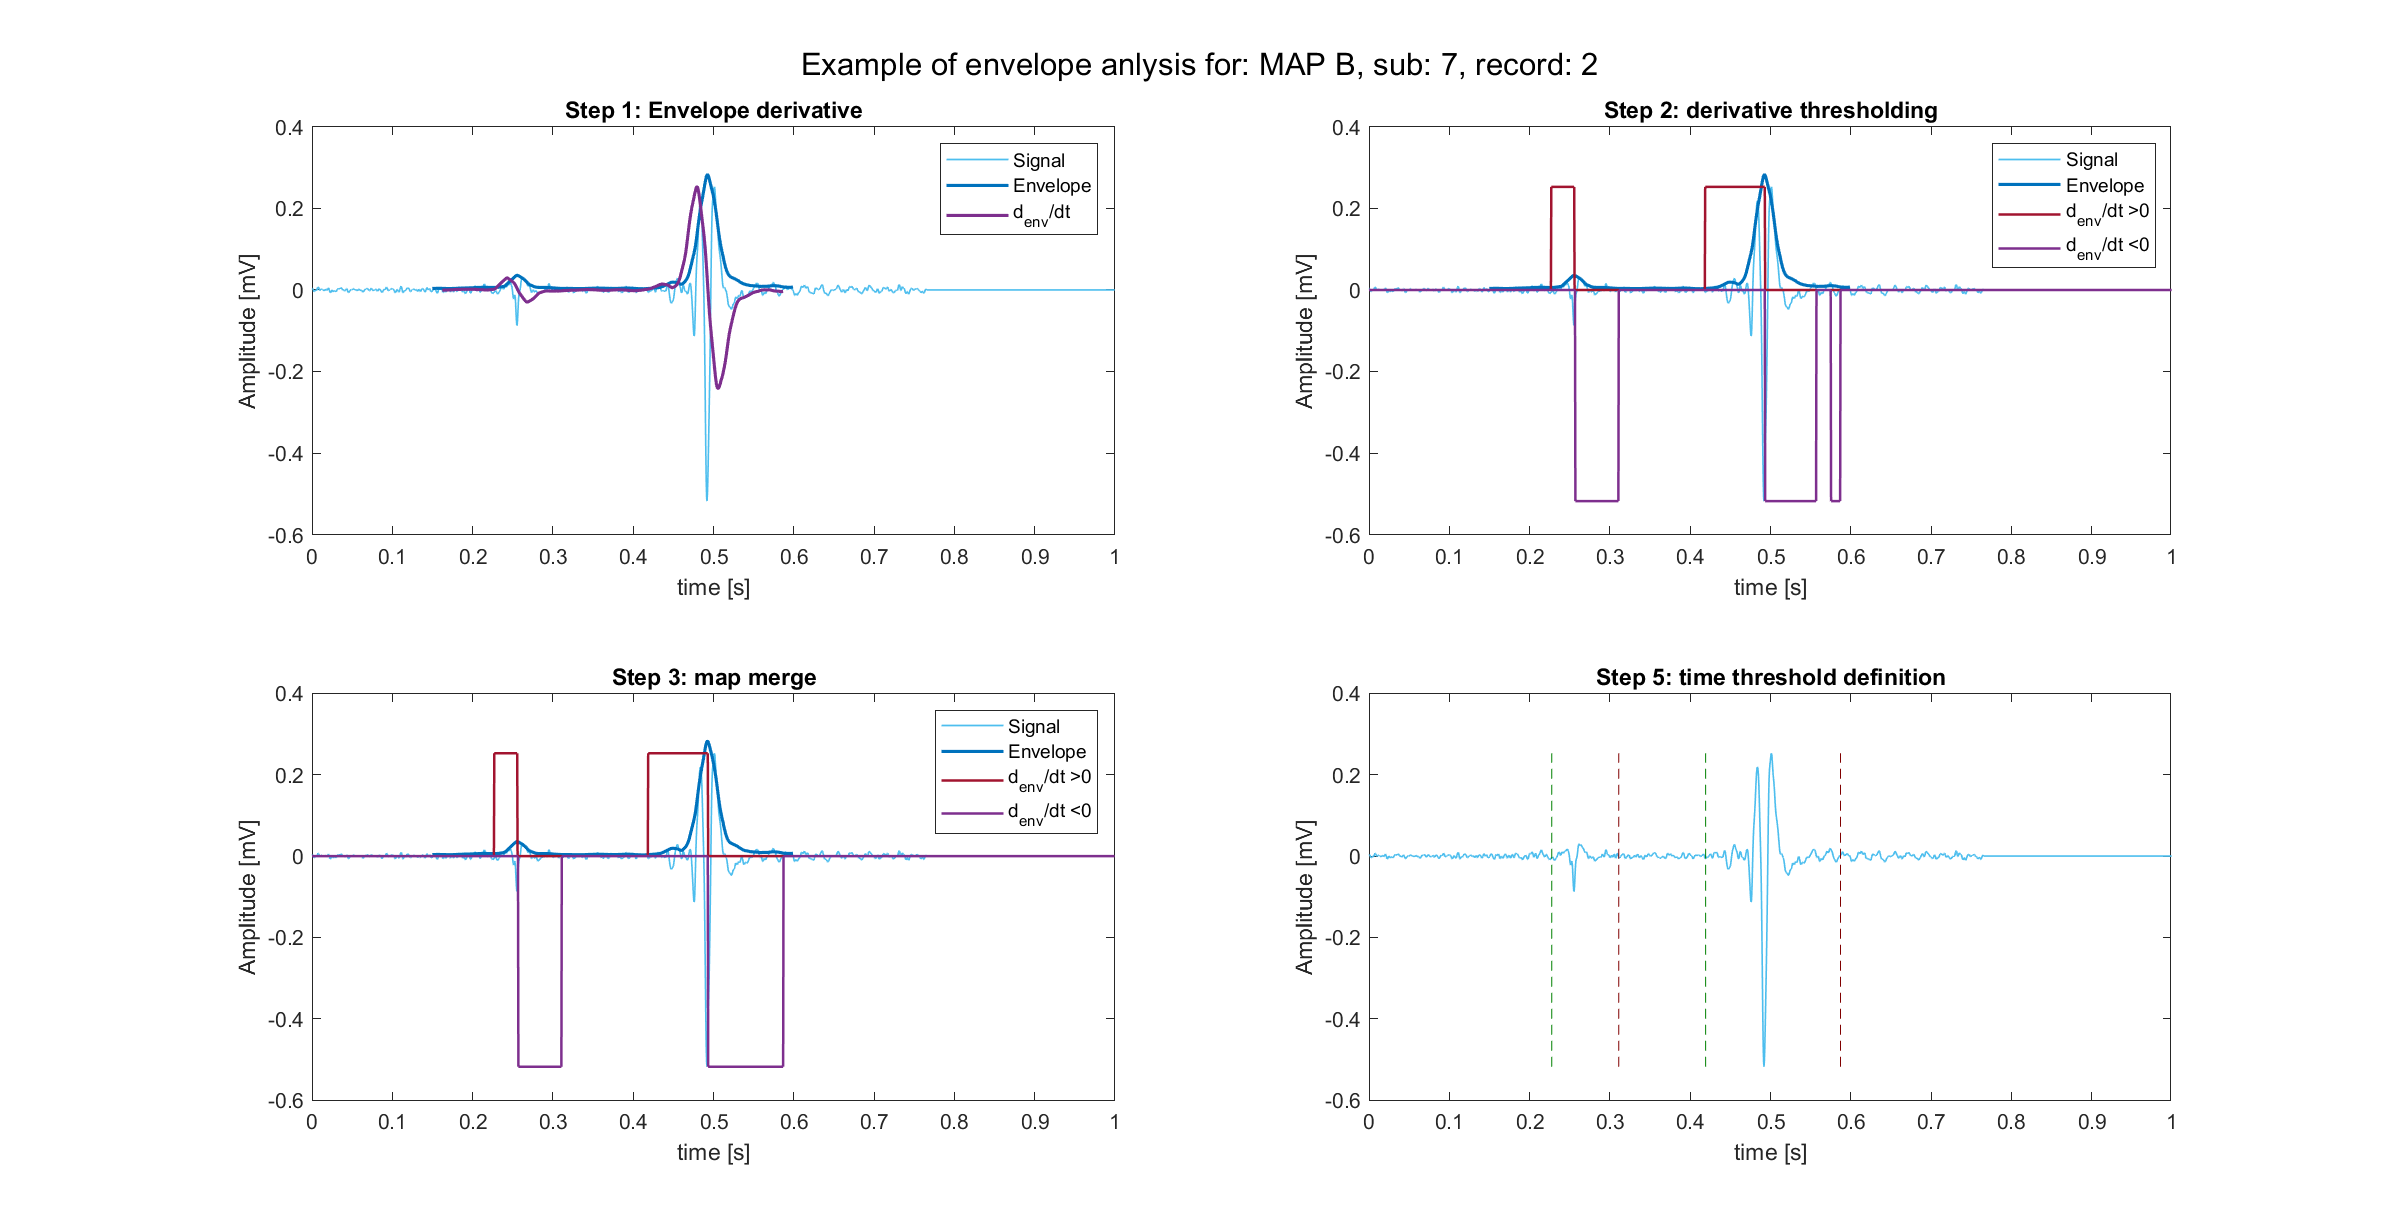 Example of envelope anlysis for: MAP B, sub: 7, record: 2
Step 1: Envelope derivative
0.4
0.2
0
-0.2
-0.4
-0.6
Amplitude [mV]
0 0.1 0.2 0.3 0.4 0.5 0.6 0.7 0.8 0.9 1
time [s]
Signal
Envelope
d_env/dt
Step 2: derivative thresholding
0.4
0.2
0
-0.2
-0.4
-0.6
Amplitude [mV]
0 0.1 0.2 0.3 0.4 0.5 0.6 0.7 0.8 0.9 1
time [s]
Signal
Envelope
d_env/dt >0
d_env/dt <0
Step 3: map merge
0.4
0.2
0
-0.2
-0.4
-0.6
Amplitude [mV]
0 0.1 0.2 0.3 0.4 0.5 0.6 0.7 0.8 0.9 1
time [s]
Signal
Envelope
d_env/dt >0
d_env/dt <0
Step 5: time threshold definition
0.4
0.2
0
-0.2
-0.4
-0.6
Amplitude [mV]
0 0.1 0.2 0.3 0.4 0.5 0.6 0.7 0.8 0.9 1
time [s]